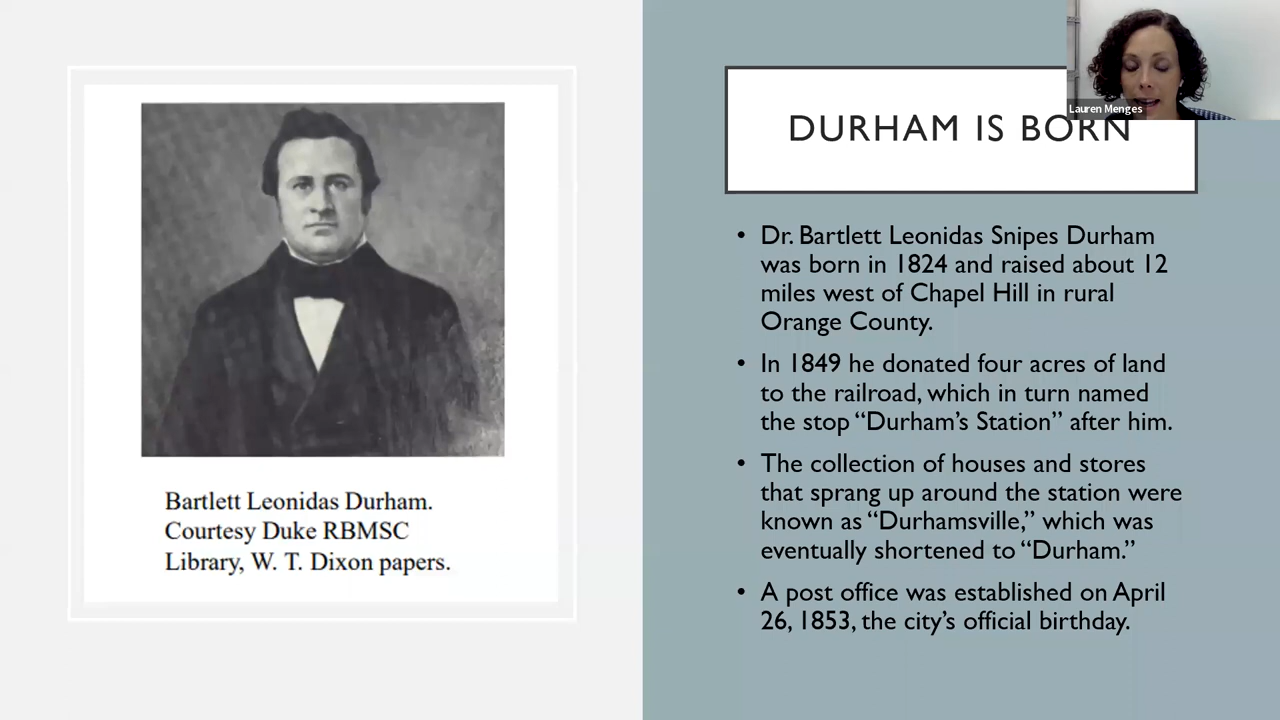 Bartlett Leonidas Durham.
Courtesy Duke RBMSC
Library, W. T. Dixon papers.
Lauren Menges
DURHAM IS BORN
• Dr. Bartlett Leonidas Snipes Durham
was born in 1824 and raised about 12
miles west of Chapel Hill in rural
Orange County.
• In 1849 he donated four acres of land
to the railroad, which in turn named
the stop “Durham’s Station” after him.
• The collection of houses and stores
that sprang up around the station were
known as “Durhamsville,” which was
eventually shortened to “Durham.”
• A post office was established on April
26, 1853, the city’s official birthday.